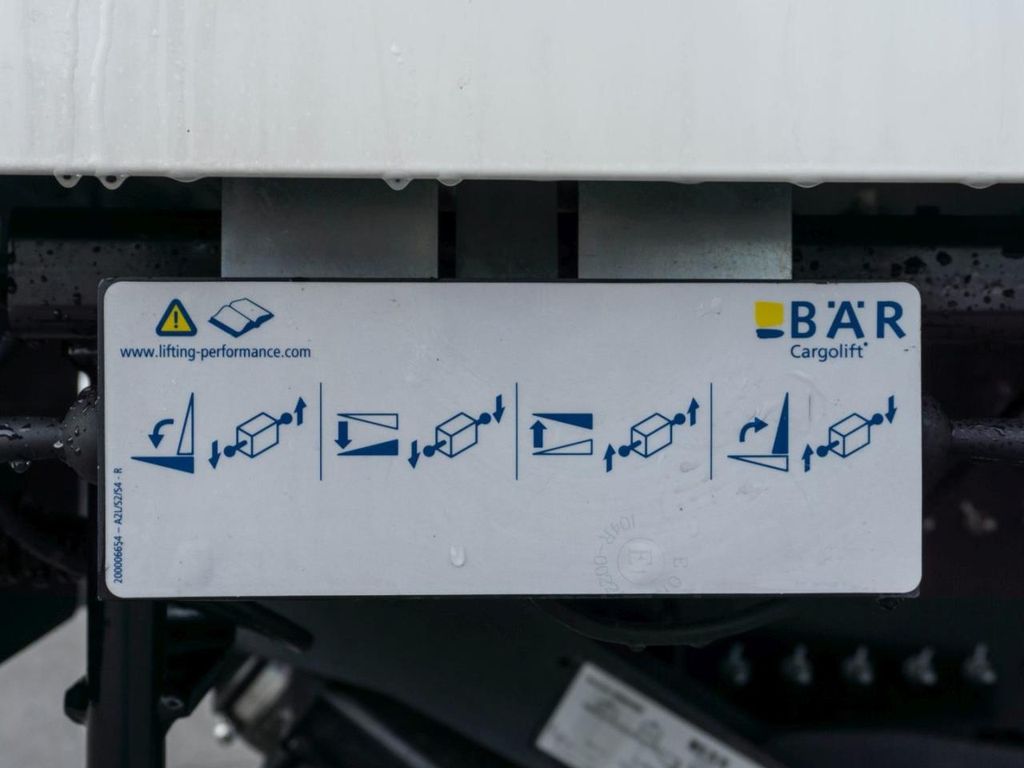 www.lifting-performance.com
BÄR
Cargolift
200006654 – A2L/S2/S4 - R
E